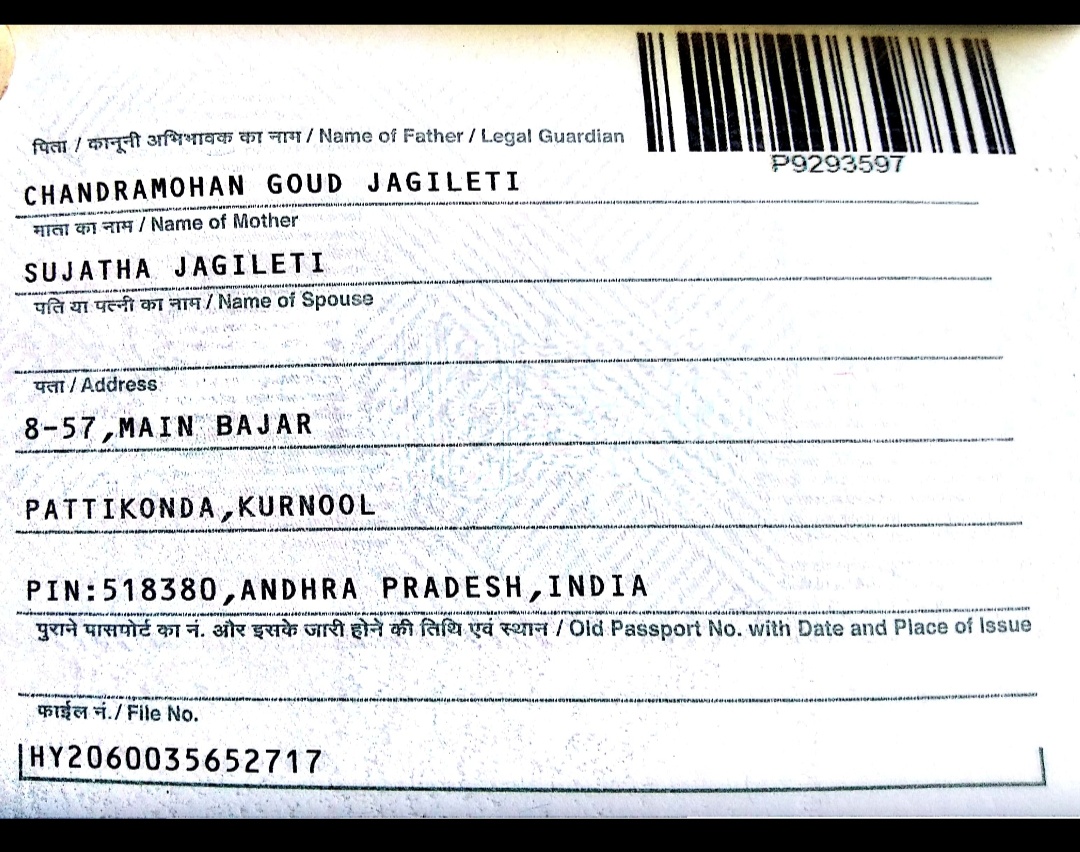 P9293597
पिता / कानूनी अभिभावक का नाम / Name of Father / Legal Guardian
CHANDRAMOHAN GOUD JAGILETI
माता का नाम / Name of Mother
SUJATHA JAGILETI
पति या पत्नी का नाम / Name of Spouse
पता / Address
8-57,MAIN BAJAR
PATTIKONDA,KURNOOL
PIN:518380,ANDHRA PRADESH,INDIA
पुराने पासपोर्ट का नं. और इसके जारी होने की तिथि एवं स्थान / Old Passport No. with Date and Place of Issue
फाईल नं./ File No.
HY2060035652717